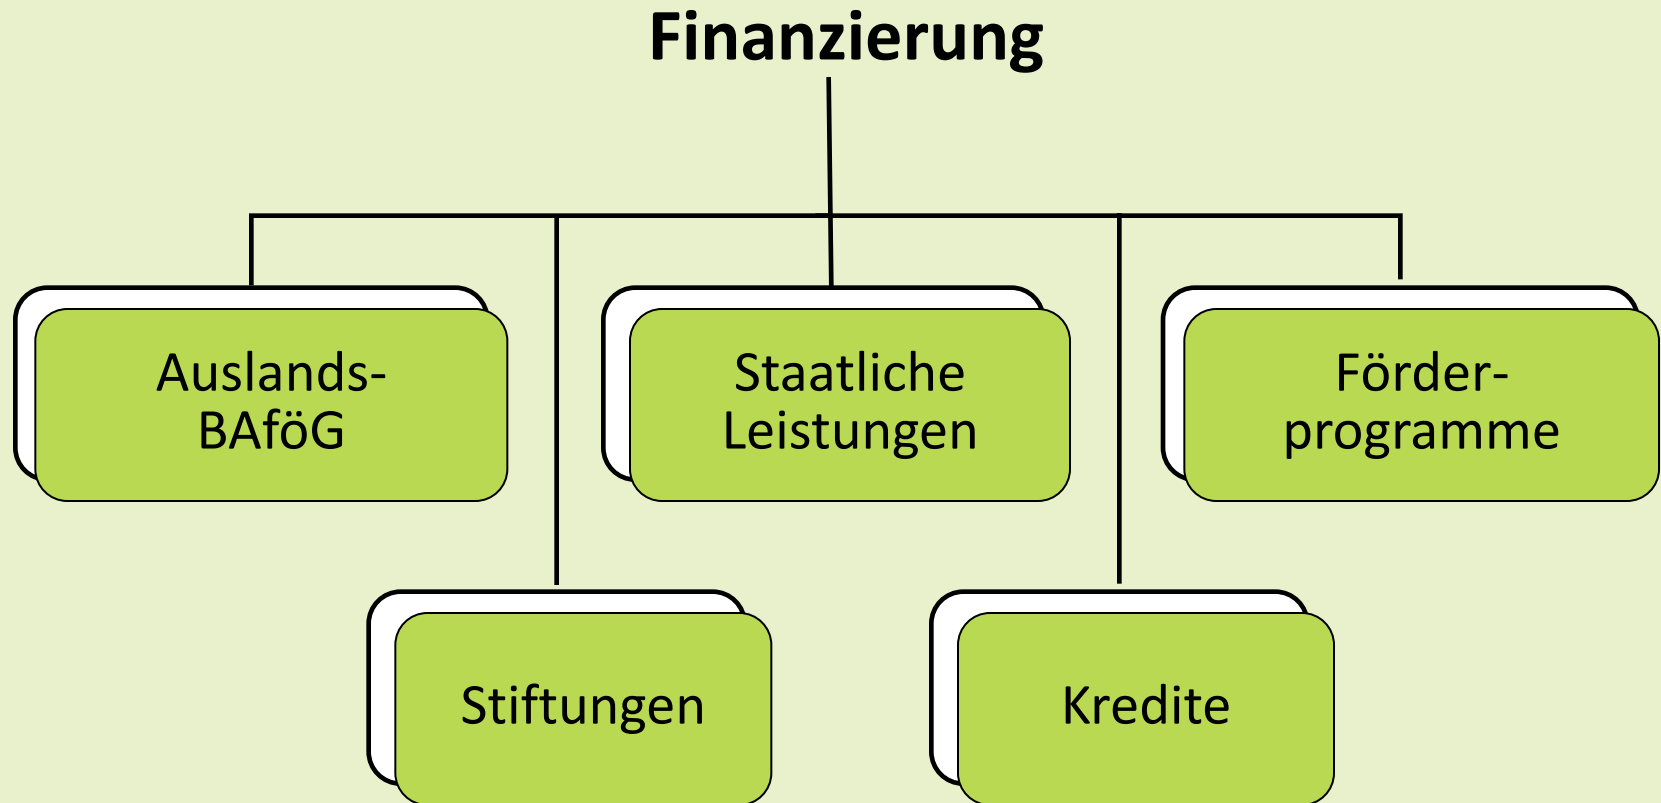 Finanzierung
Auslands-
BAföG
Staatliche
Leistungen
Förder-
programme
Stiftungen
Kredite